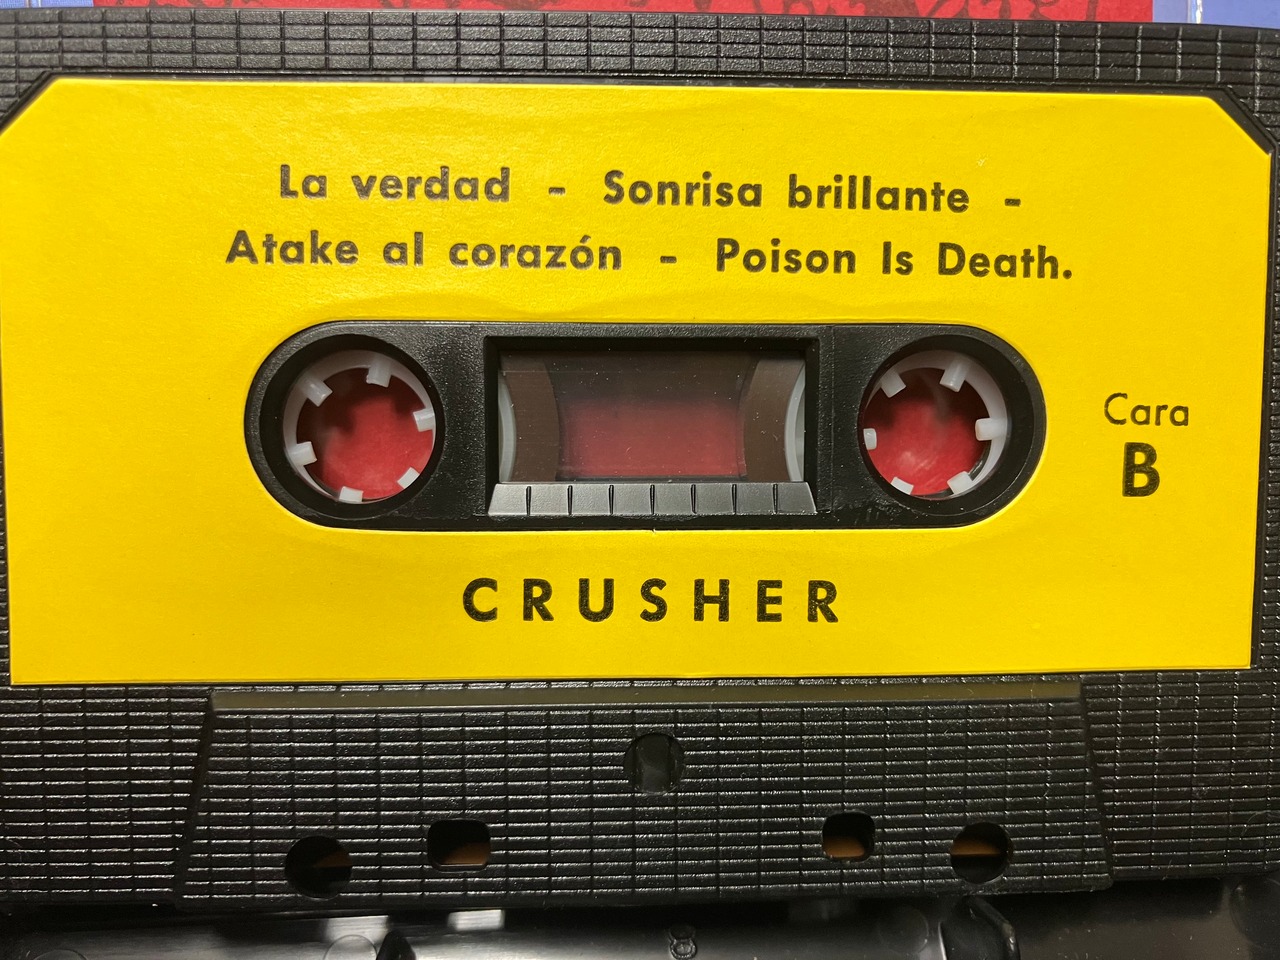 La verdad - Sonrisa brillante -
Atake al corazón - Poison Is Death.
Cara
B
CRUSHER